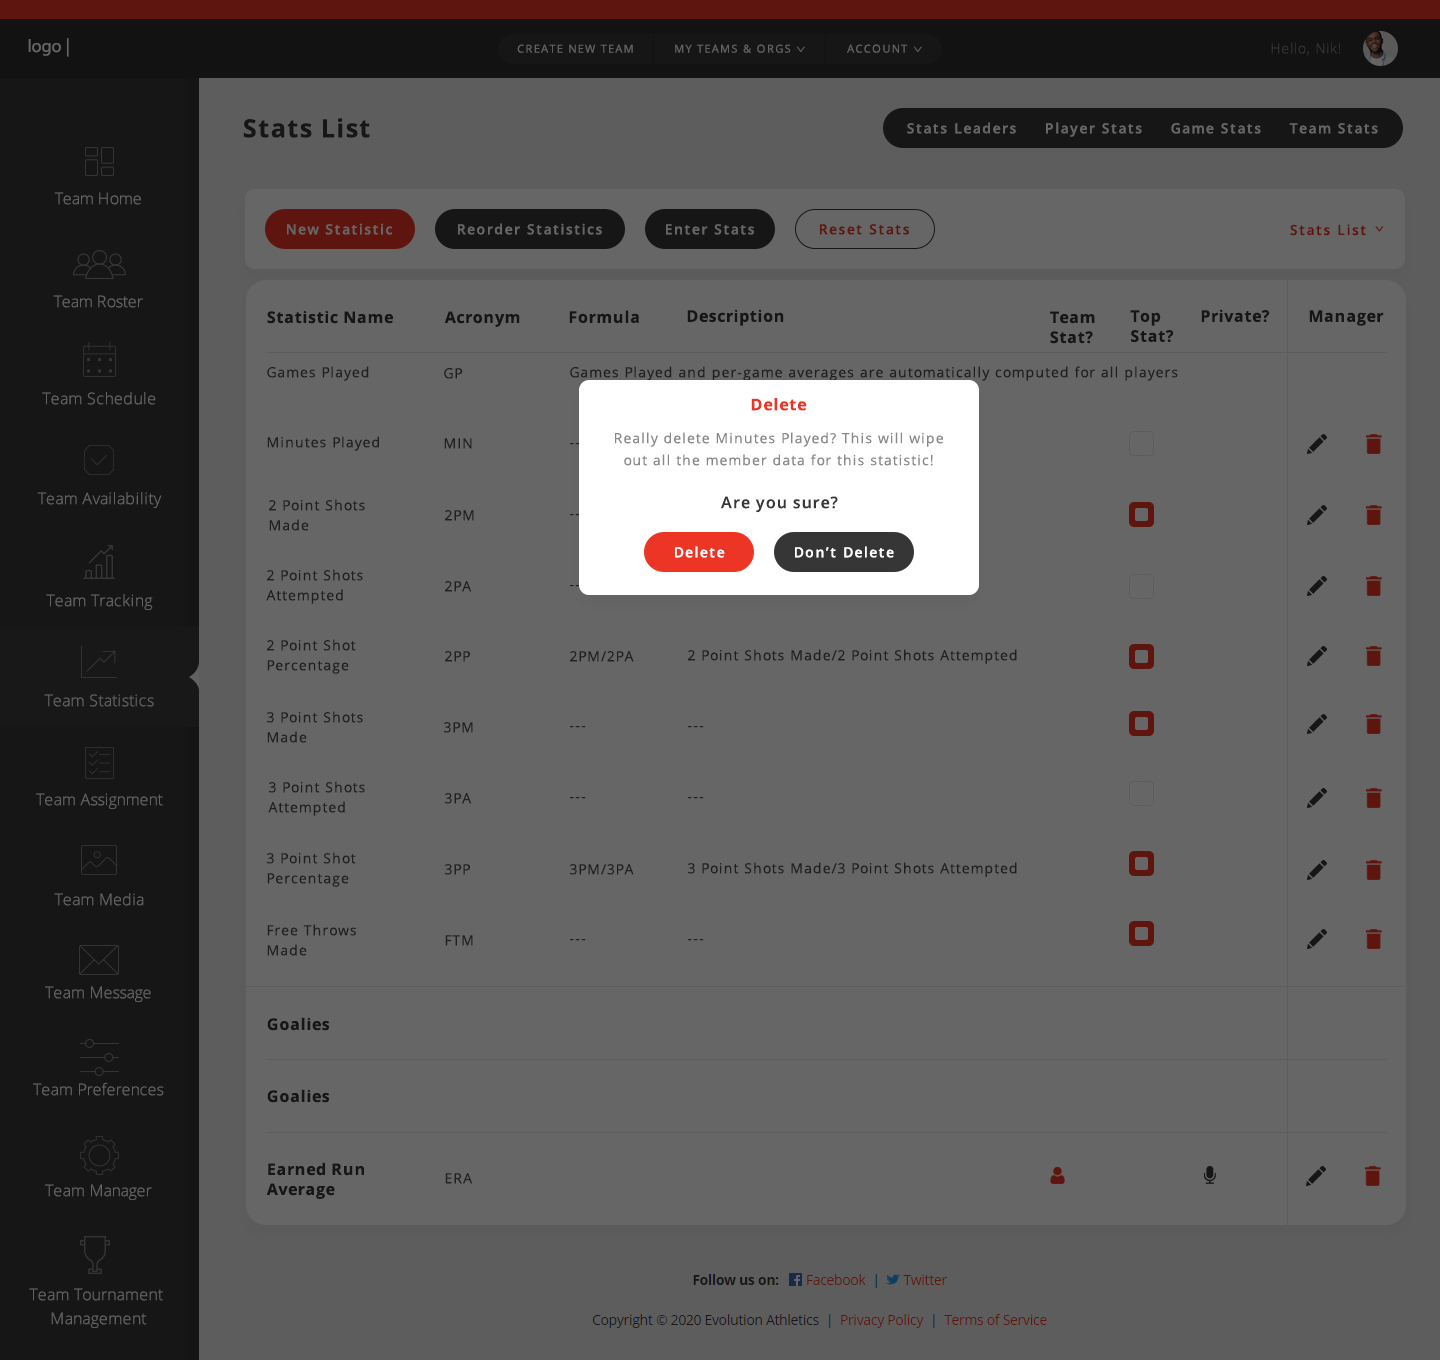 logo |
CREATE NEW TEAM
MY TEAMS & ORGS
ACCOUNT
Hello, Nik!
Team Home
Team Roster
Team Schedule
Team Availability
Team Tracking
Team Statistics
Team Assignment
Team Media
Team Message
Team Preferences
Team Manager
Team Tournament
Management
Stats List
Stats Leaders
Player Stats
Game Stats
Team Stats
New Statistic
Reorder Statistics
Enter Stats
Reset Stats
Stats List
Statistic Name
Acronym
Formula
Description
Team
Stat?
Top
Stat?
Private?
Manager
Games Played
GP
Games Played and per-game averages are automatically computed for all players
Minutes Played
MIN
--
2 Point Shots
Made
2PM
--
2 Point Shots
Attempted
2PA
--
2 Point Shot
Percentage
2PP
2PM/2PA
2 Point Shots Made/2 Point Shots Attempted
3 Point Shots
Made
3PM
---
---
3 Point Shots
Attempted
3PA
---
---
3 Point Shot
Percentage
3PP
3PM/3PA
3 Point Shots Made/3 Point Shots Attempted
Free Throws
Made
FTM
---
---
Goalies
Goalies
Earned Run
Average
ERA
Delete
Really delete Minutes Played? This will wipe
out all the member data for this statistic!
Are you sure?
Delete
Don’t Delete
Follow us on: Facebook | Twitter
Copyright © 2020 Evolution Athletics | Privacy Policy | Terms of Service